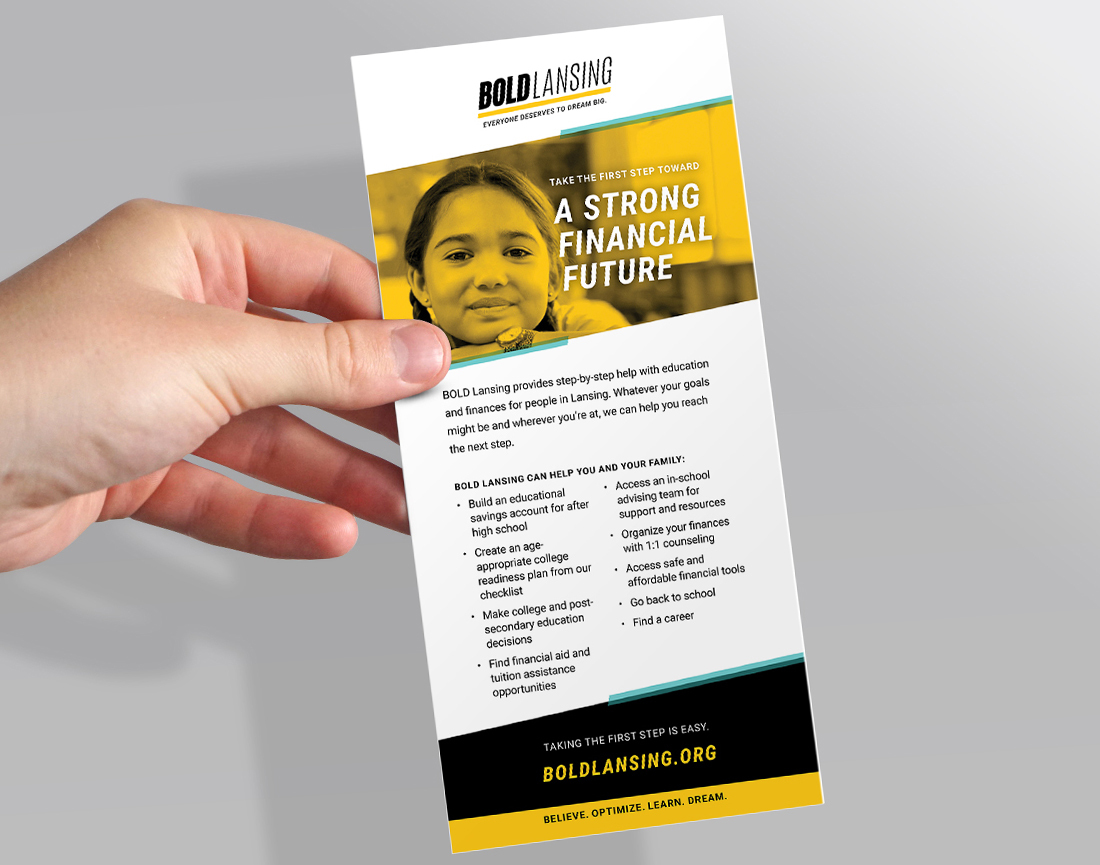 BOLD LANSING
EVERYONE DESERVES TO DREAM BIG.
TAKE THE FIRST STEP TOWARD
A STRONG
FINANCIAL
FUTURE
BOLD Lansing provides step-by-step help with education
and finances for people in Lansing. Whatever your goals
might be and wherever you're at, we can help you reach
the next step.
BOLD LANSING CAN HELP YOU AND YOUR FAMILY:
• Build an educational
savings account for after
high school
• Create an age-
appropriate college
readiness plan from our
checklist
• Make college and post-
secondary education
decisions
• Find financial aid and
tuition assistance
opportunities
• Access an in-school
advising team for
support and resources
• Organize your finances
with 1:1 counseling
• Access safe and
affordable financial tools
• Go back to school
• Find a career
TAKING THE FIRST STEP IS EASY.
BOLDLANSING.ORG
BELIEVE. OPTIMIZE. LEARN. DREAM.